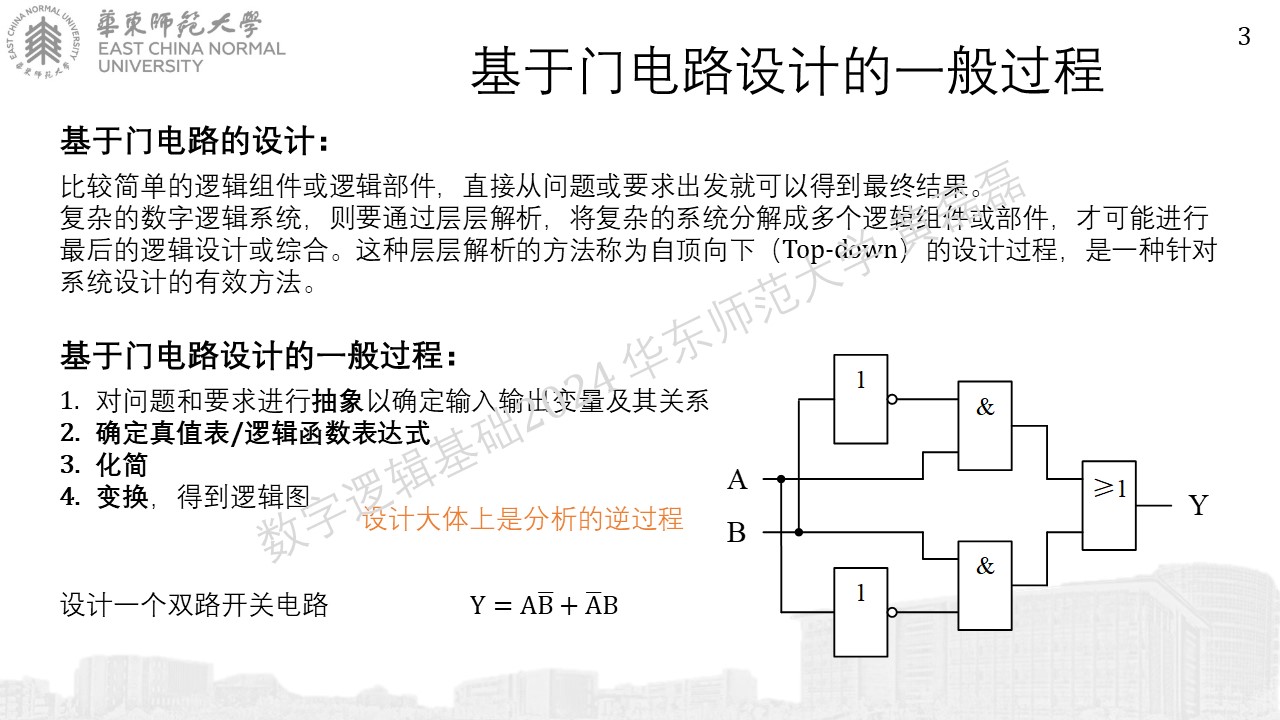 華東師範大學
EAST CHINA NORMAL
UNIVERSITY
EAST CHINA NORMAL UNIVERSITY
華東师范大学
3
基于门电路设计的一般过程
基于门电路的设计：
比较简单的逻辑组件或逻辑部件，直接从问题或要求出发就可以得到最终结果。
复杂的数字逻辑系统，则要通过层层解析，将复杂的系统分解成多个逻辑组件或部件，才可能进行
最后的逻辑设计或综合。这种层层解析的方法称为自顶向下（Top-down）的设计过程，是一种针对
系统设计的有效方法。
基于门电路设计的一般过程：
1. 对问题和要求进行抽象以确定输入输出变量及其关系
2. 确定真值表/逻辑函数表达式
3. 化简
4. 变换，得到逻辑图
设计大体上是分析的逆过程
设计一个双路开关电路
Y = AB̅ + A̅B
1
&
A
≥1
Y
B
&
1
数字逻辑基础2024 华东师范大学 黄磊磊